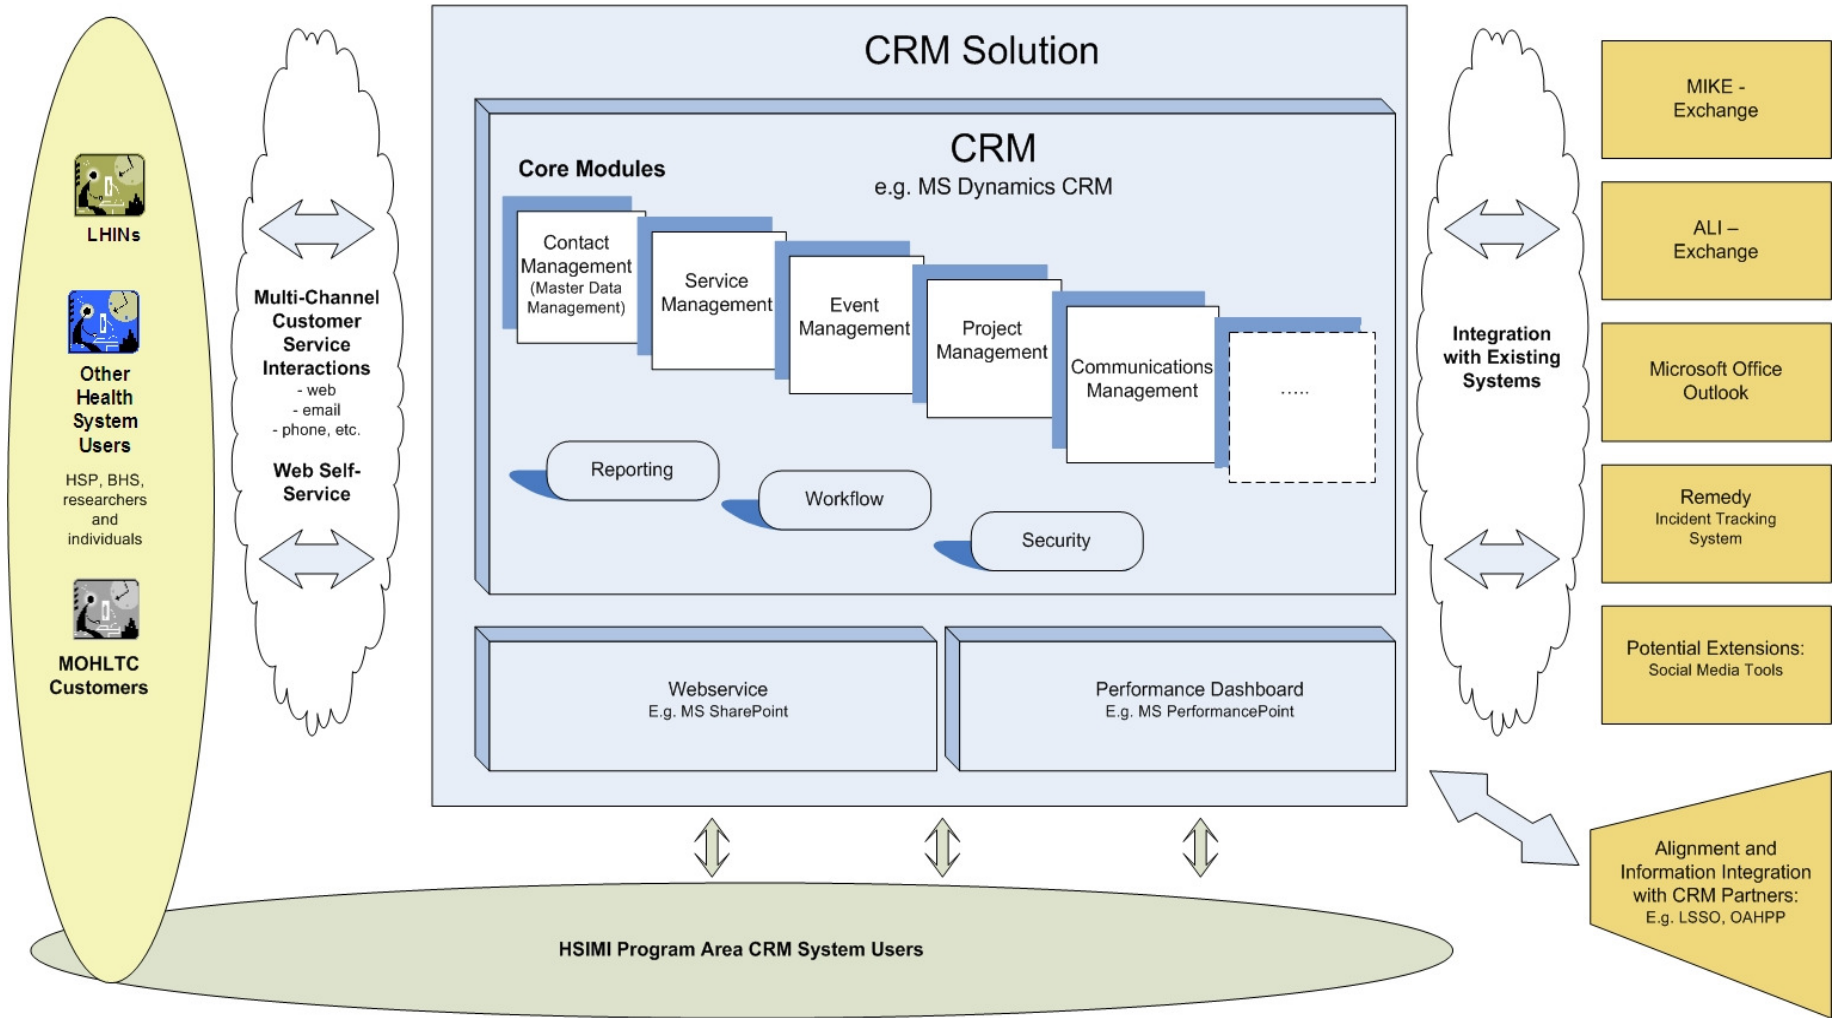 LHINs
Other
Health
System
Users
HSP, BHS,
researchers
and
individuals
MOHLTC
Customers
Multi-Channel
Customer
Service
Interactions
- web
- email
- phone, etc.
Web Self-
Service
CRM Solution
CRM
e.g. MS Dynamics CRM
Core Modules
Contact
Management
(Master Data
Management)
Service
Management
Event
Management
Project
Management
Communications
Management
.....
Reporting
Workflow
Security
Webservice
E.g. MS SharePoint
Performance Dashboard
E.g. MS PerformancePoint
Integration
with Existing
Systems
MIKE -
Exchange
ALI –
Exchange
Microsoft Office
Outlook
Remedy
Incident Tracking
System
Potential Extensions:
Social Media Tools
Alignment and
Information Integration
with CRM Partners:
E.g. LSSO, OAHPP
HSIMI Program Area CRM System Users